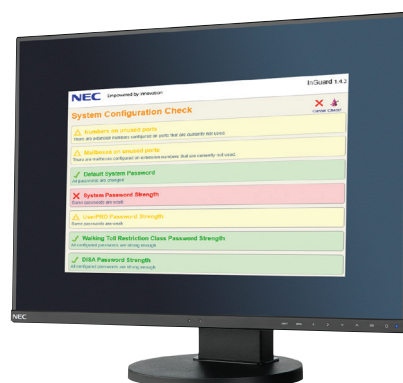 InGuard 1.4.2
NEC Empowered by Innovation
System Configuration Check
Numbers on unused ports
There are extension numbers configured on ports that are currently not used.
Mailboxes on unused ports
There are mailboxes configured on extension numbers that are currently not used.
Default System Password
All passwords are changed
System Password Strength
Some passwords are weak
UserPRO Password Strength
Some passwords are weak
Walking Toll Restriction Class Password Strength
All configured passwords are strong enough.
DISA Password Strength
All configured passwords are strong enough.
NEC